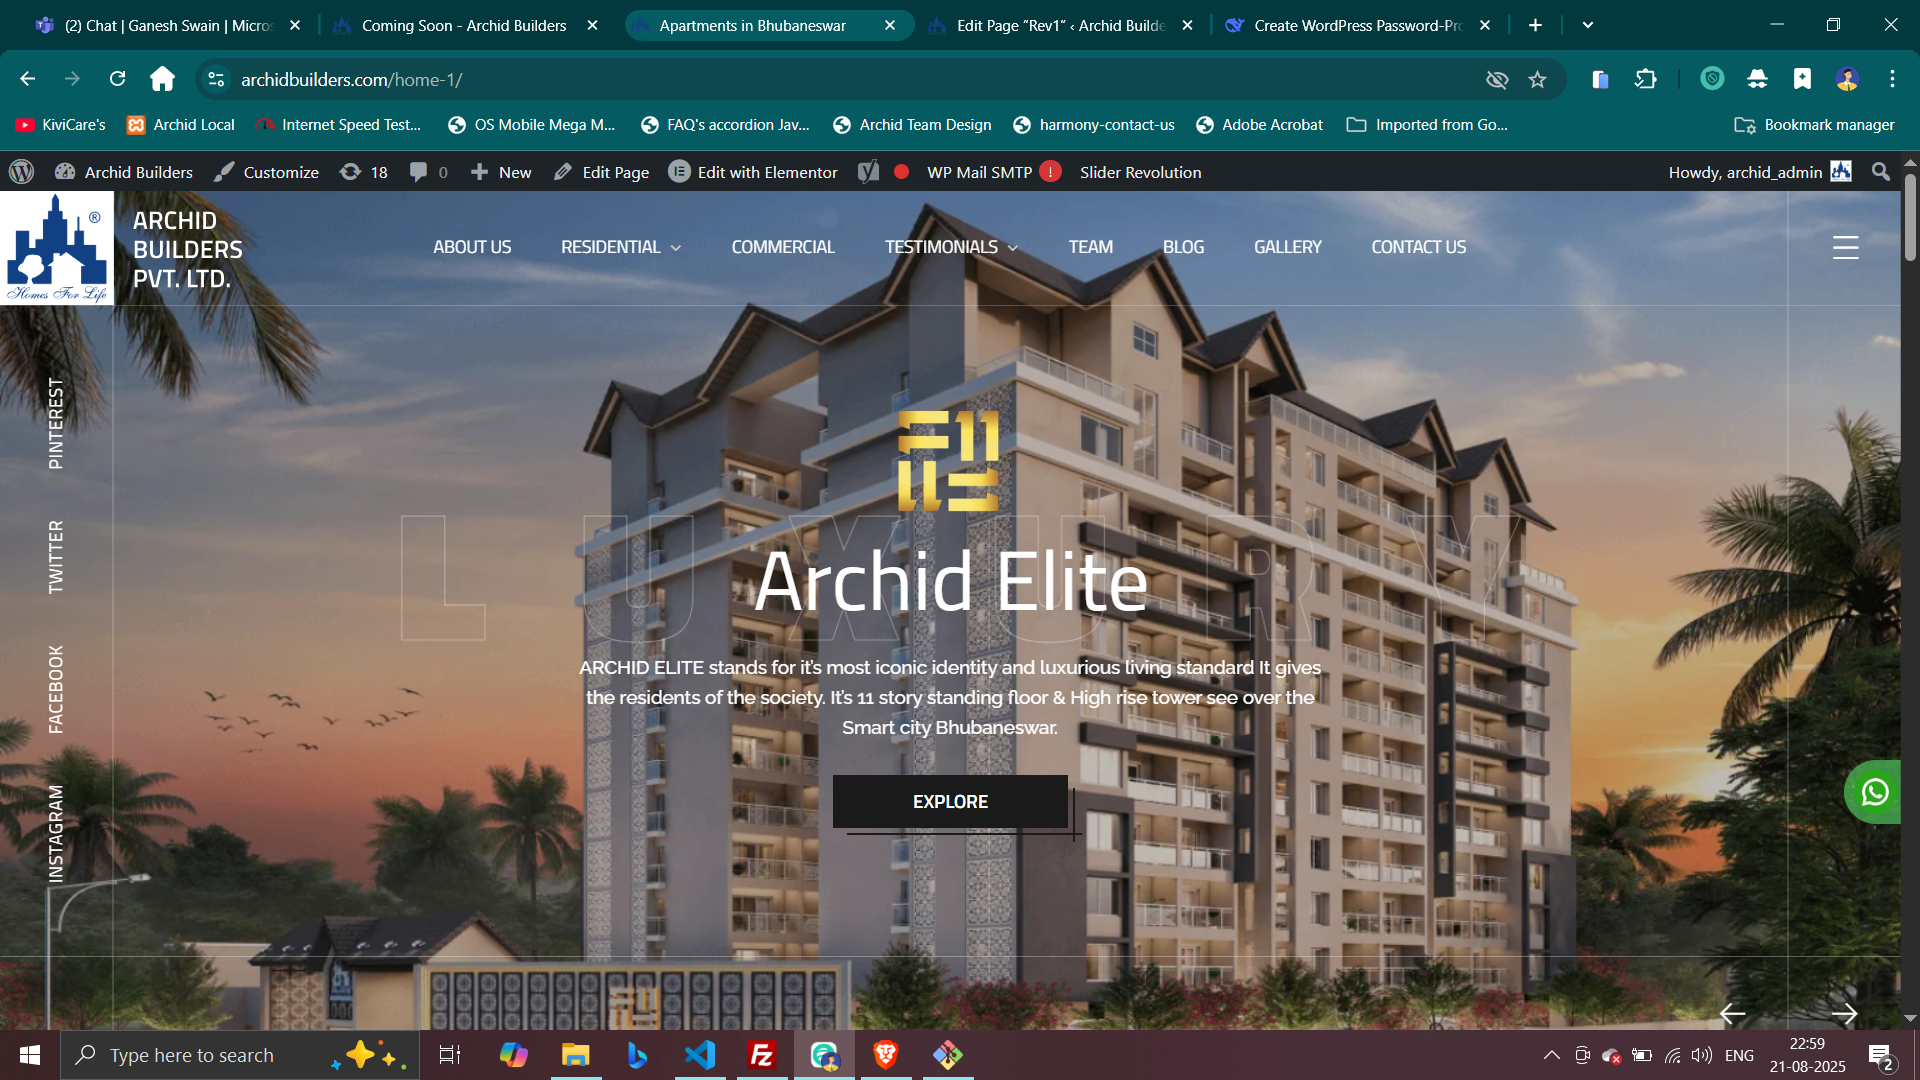 (2) Chat | Ganesh Swain | Micros
Coming Soon - Archid Builders
Apartments in Bhubaneswar
Edit Page "Rev1" ‹ Archid Builde
Create WordPress Password-Pro
archidbuilders.com/home-1/
KiviCare's
Archid Local
Internet Speed Test...
OS Mobile Mega M...
FAQ's accordion Jav...
Archid Team Design
harmony-contact-us
Adobe Acrobat
Imported from Go...
Bookmark manager
Archid Builders
Customize
18
0
New
Edit Page
Edit with Elementor
WP Mail SMTP
!
Slider Revolution
Howdy, archid_admin
®
Homes For Life
ARCHID
BUILDERS
PVT. LTD.
ABOUT US
RESIDENTIAL
COMMERCIAL
TESTIMONIALS
TEAM
BLOG
GALLERY
CONTACT US
PINTEREST
TWITTER
FACEBOOK
INSTAGRAM
LUXURY
Archid Elite
ARCHID ELITE stands for it's most iconic identity and luxurious living standard It gives
the residents of the society. It's 11 story standing floor & High rise tower see over the
Smart city Bhubaneswar.
EXPLORE
Type here to search
ENG
22:59
21-08-2025
2